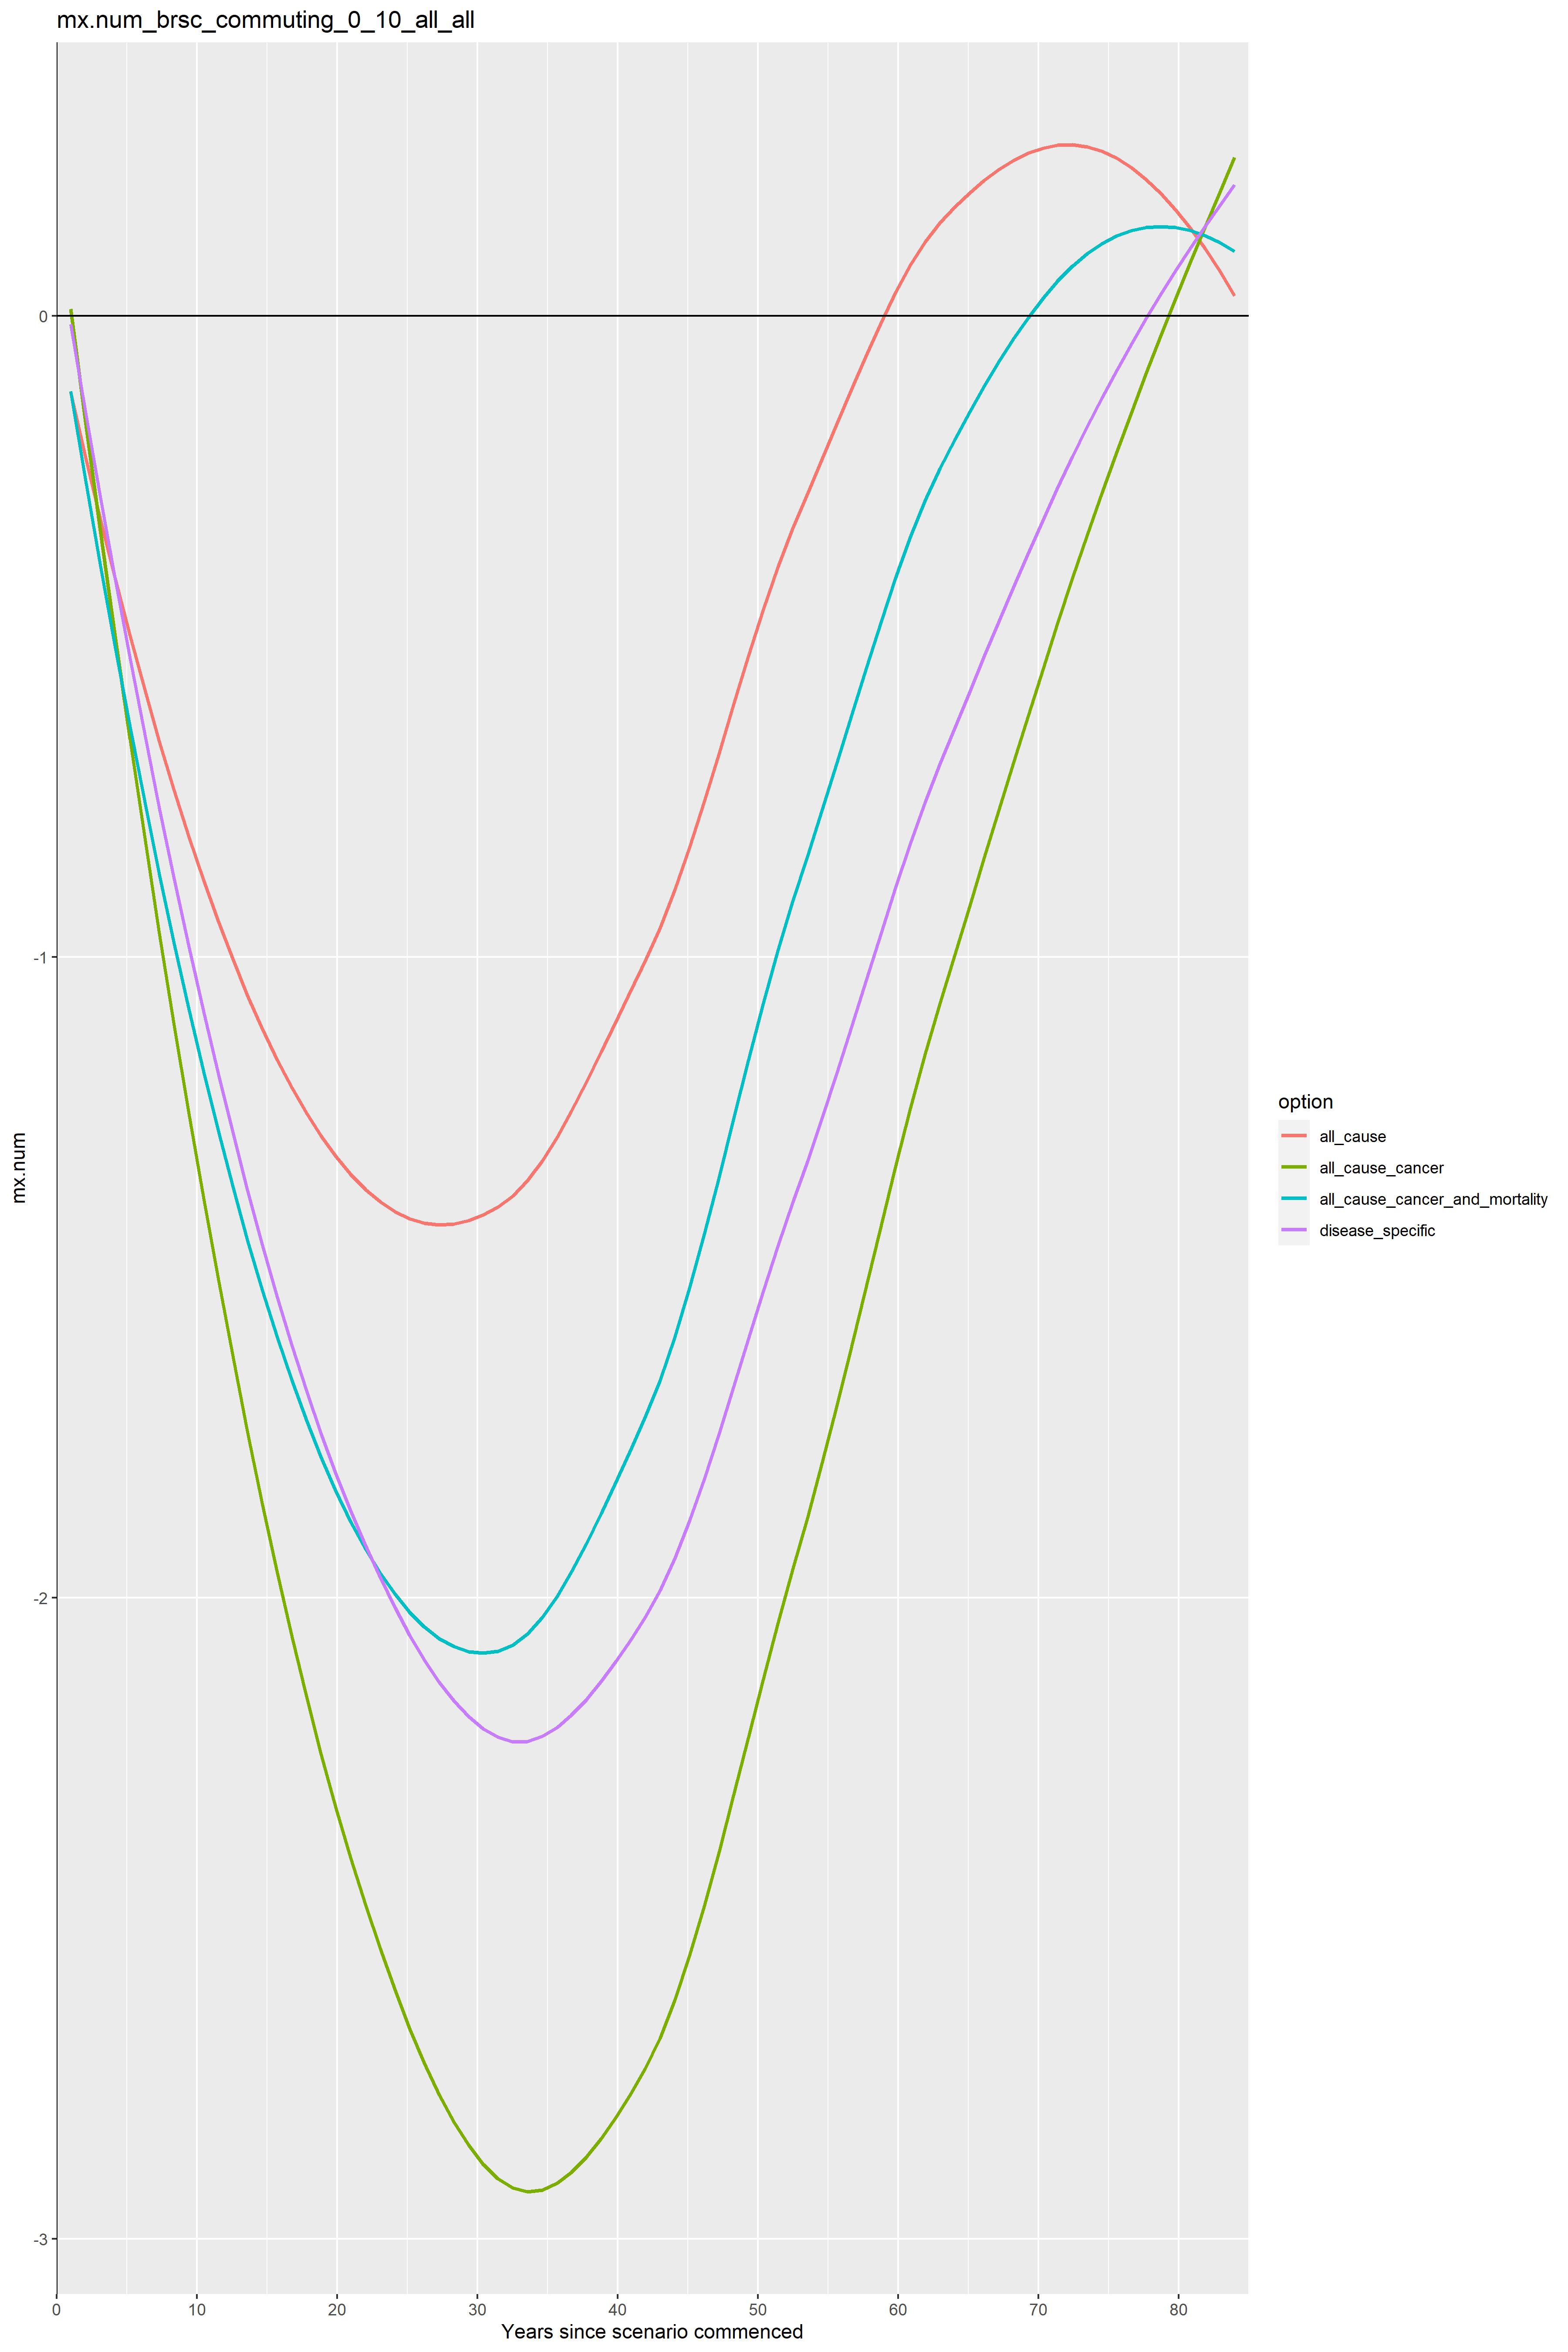 mx.num_brsc_commuting_0_10_all_all
mx.num
0
-1
-2
-3
0 10 20 30 40 50 60 70 80
Years since scenario commenced
option
all_cause
all_cause_cancer
all_cause_cancer_and_mortality
disease_specific